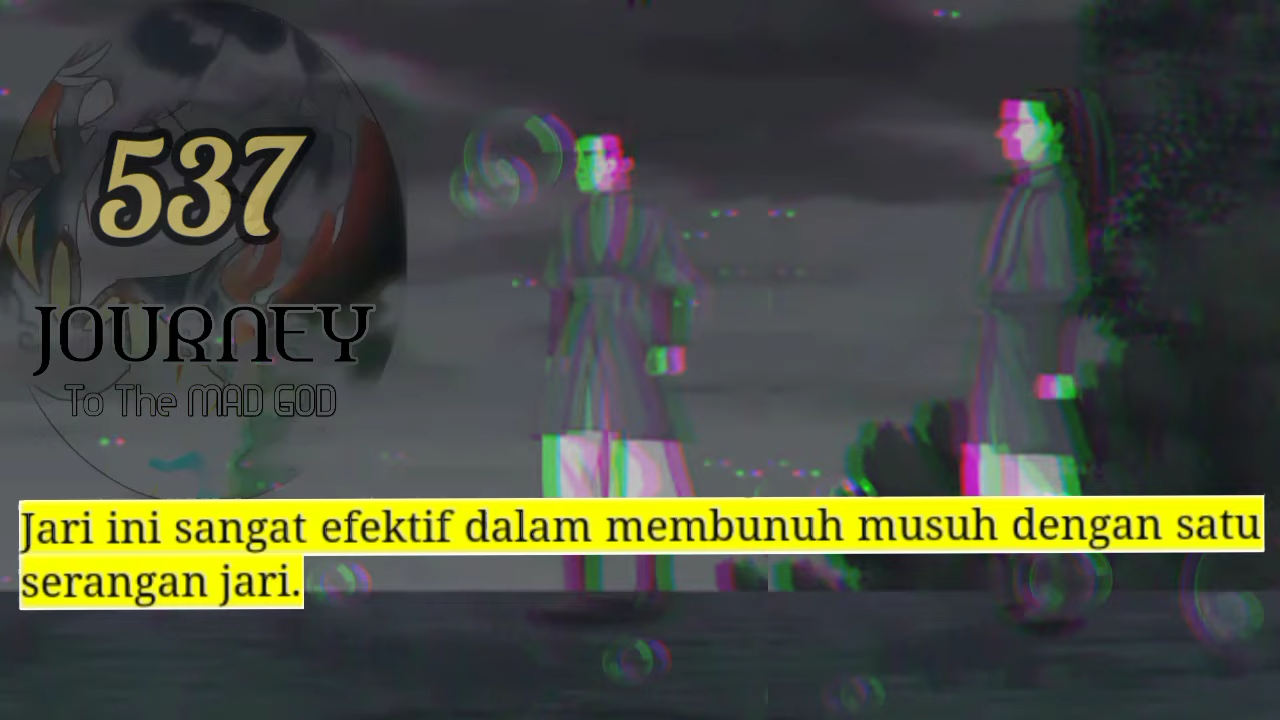 537
JOURNEY
To The MAD GOD
Jari ini sangat efektif dalam membunuh musuh dengan satu
serangan jari.